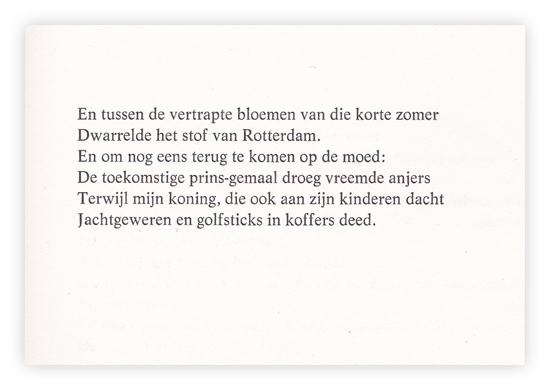 En tussen de vertrapte bloemen van die korte zomer
Dwarrelde het stof van Rotterdam.
En om nog eens terug te komen op de moed:
De toekomstige prins-gemaal droeg vreemde anjers
Terwijl mijn koning, die ook aan zijn kinderen dacht
Jachtgeweren en golfsticks in koffers deed.